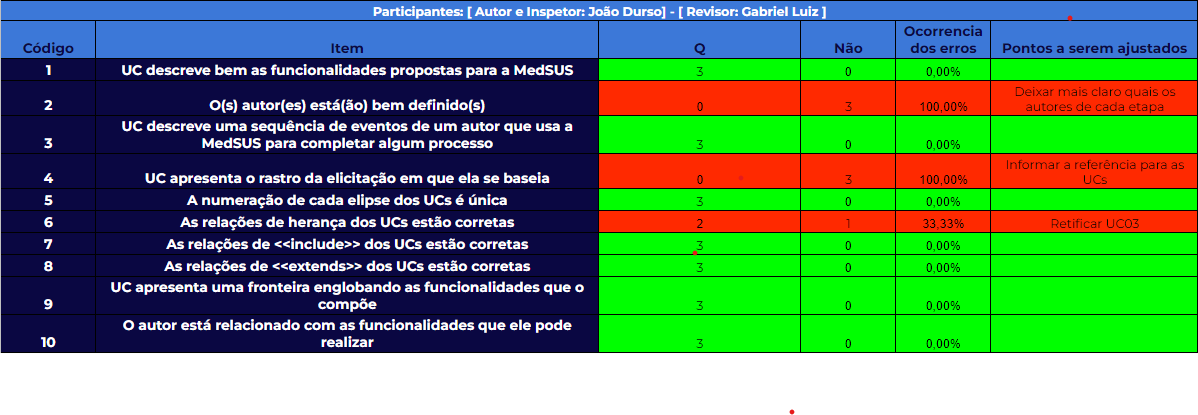 Participantes: [ Autor e Inspetor: João Durso] - [ Revisor: Gabriel Luiz ]
Código Item Q Não Ocorrencia dos erros Pontos a serem ajustados
1 UC descreve bem as funcionalidades propostas para a MedSUS 3 0 0,00%
2 O(s) autor(es) está(ão) bem definido(s) 0 3 100,00% Deixar mais claro quais os autores de cada etapa
3 UC descreve uma sequência de eventos de um autor que usa a MedSUS para completar algum processo 3 0 0,00%
4 UC apresenta o rastro da elicitação em que ela se baseia 0 3 100,00% Informar a referência para as UCs
5 A numeração de cada elipse dos UCs é única 3 0 0,00%
6 As relações de herança dos UCs estão corretas 2 1 33,33% Retificar UC03
7 As relações de <<include>> dos UCs estão corretas 3 0 0,00%
8 As relações de <<extends>> dos UCs estão corretas 3 0 0,00%
9 UC apresenta uma fronteira englobando as funcionalidades que o compõe 3 0 0,00%
10 O autor está relacionado com as funcionalidades que ele pode realizar 3 0 0,00%